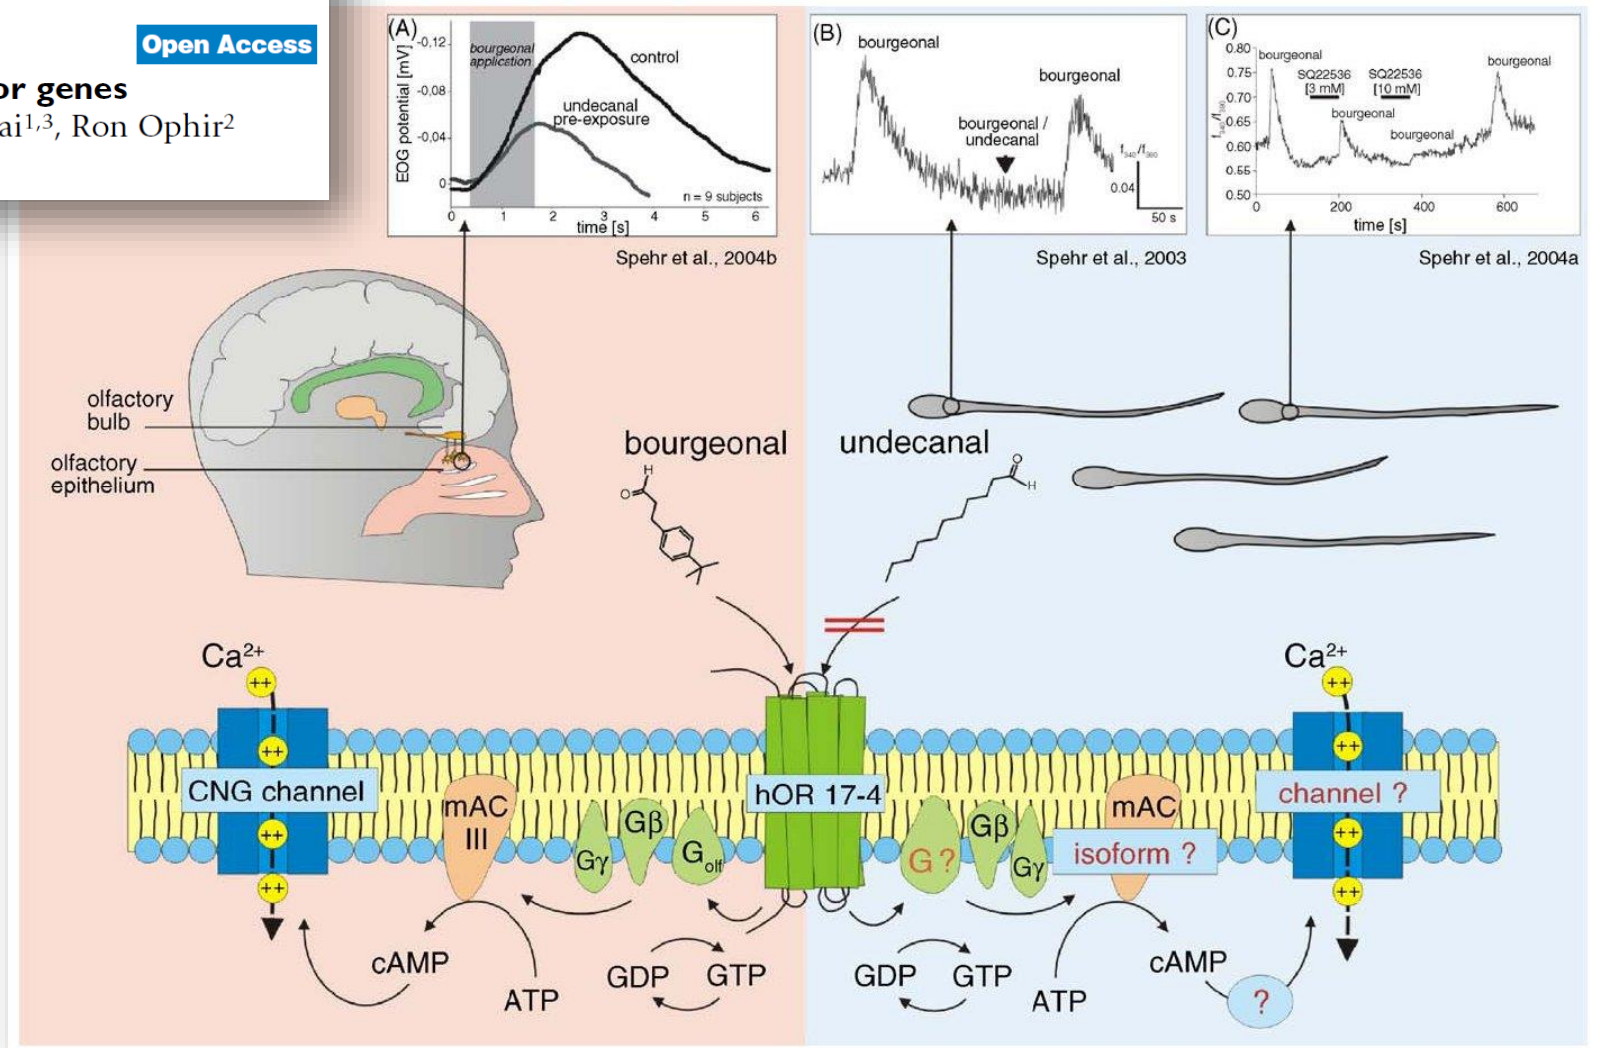 Open Access
or genes
ai1,3, Ron Ophir2
(A)
EOG potential [mV]
-0.12
-0.08
-0.04
0
bourgeonal
application
control
undecanal
pre-exposure
n = 9 subjects
0 1 2 3 4 5 6
time [s]
Spehr et al., 2004b
(B)
bourgeonal
bourgeonal
bourgeonal /
undecanal
f340/f380
0.04
50 s
Spehr et al., 2003
(C)
f340/f380
0.80
0.75
0.70
0.65
0.60
0.55
0.50
bourgeonal
SQ22536
[3 mM]
SQ22536
[10 mM]
bourgeonal
bourgeonal
bourgeonal
0 200 400 600
time [s]
Spehr et al., 2004a
olfactory
bulb
olfactory
epithelium
bourgeonal
undecanal
H
O
O
H
Ca2+
++
++
++
++
CNG channel
mAC
III
Gγ
Gβ
Golf
hOR 17-4
G ?
Gβ
Gγ
mAC
isoform ?
Ca2+
++
++
++
++
channel ?
cAMP
ATP
GDP
GTP
GDP
GTP
ATP
cAMP
?